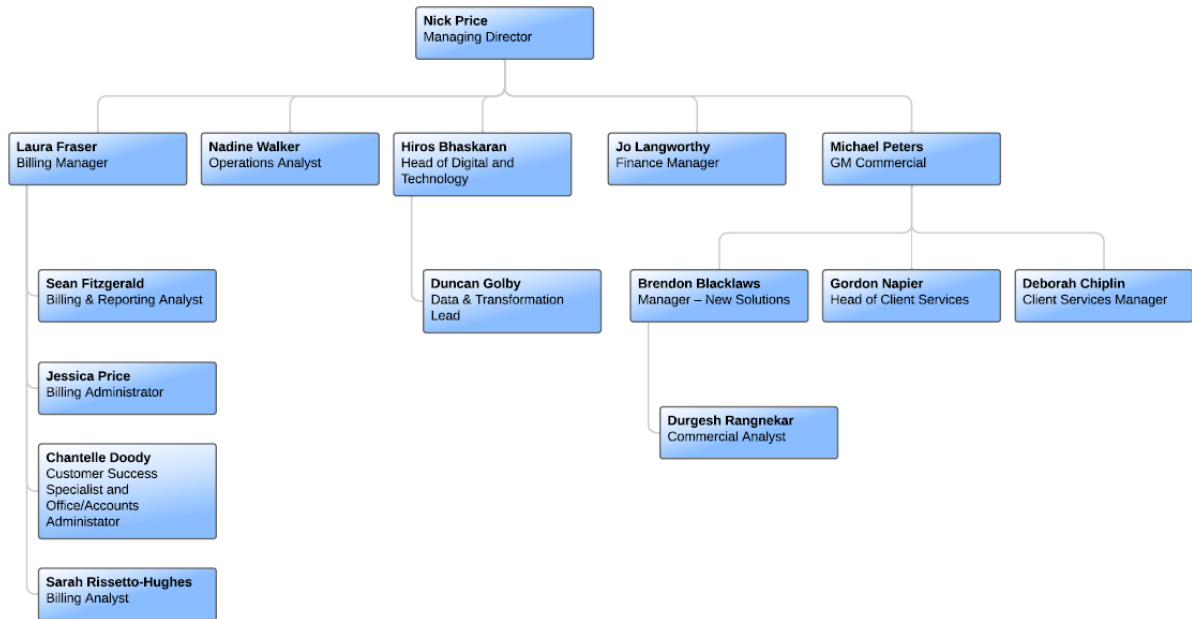 Nick Price
Managing Director
Laura Fraser
Billing Manager
Nadine Walker
Operations Analyst
Hiros Bhaskaran
Head of Digital and
Technology
Jo Langworthy
Finance Manager
Michael Peters
GM Commercial
Sean Fitzgerald
Billing & Reporting Analyst
Duncan Golby
Data & Transformation
Lead
Brendon Blacklaws
Manager – New Solutions
Gordon Napier
Head of Client Services
Deborah Chiplin
Client Services Manager
Jessica Price
Billing Administrator
Durgesh Rangnekar
Commercial Analyst
Chantelle Doody
Customer Success
Specialist and
Office/Accounts
Administator
Sarah Rissetto-Hughes
Billing Analyst